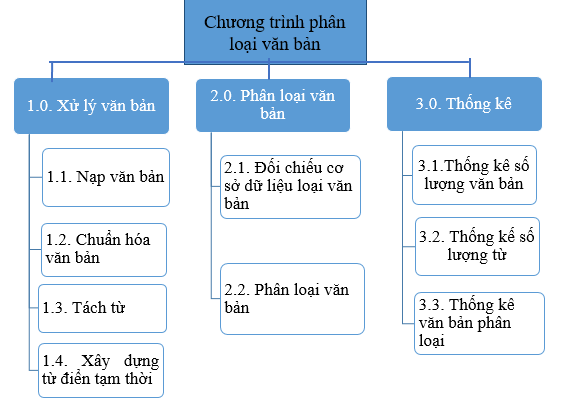 Chương trình phân
loại văn bản
1.0. Xử lý văn bản
1.1. Nạp văn bản
1.2. Chuẩn hóa
văn bản
1.3. Tách từ
1.4. Xây dựng
từ điển tạm thời
2.0. Phân loại văn
bản
2.1. Đối chiếu cơ
sở dữ liệu loại văn
bản
2.2. Phân loại văn
bản
3.0. Thống kê
3.1.Thống kê số
lượng văn bản
3.2. Thống kế số
lượng từ
3.3. Thống kê
văn bản phân
loại